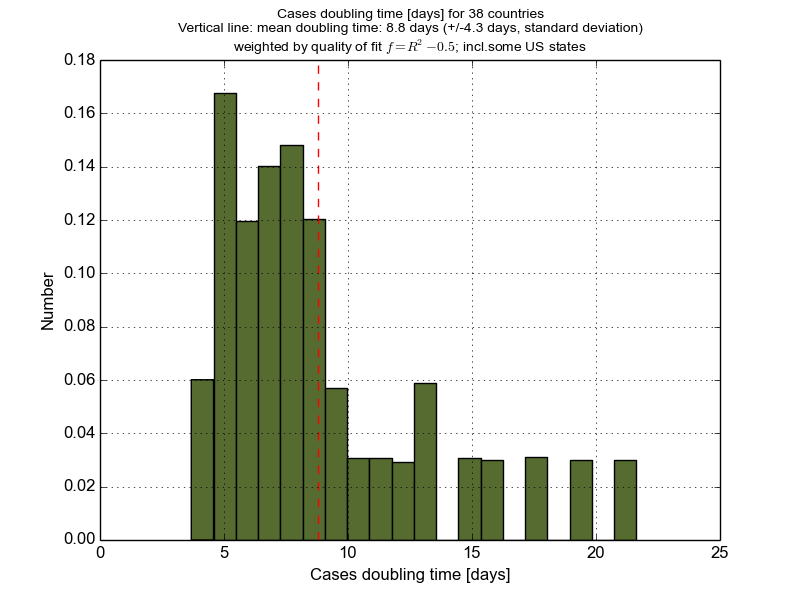 Cases doubling time [days] for 38 countries
Vertical line: mean doubling time: 8.8 days (+/-4.3 days, standard deviation)
weighted by quality of fit f=R² −0.5; incl.some US states
0.18
0.16
0.14
0.12
0.10
0.08
0.06
0.04
0.02
0.00
Number
0 5 10 15 20 25
Cases doubling time [days]